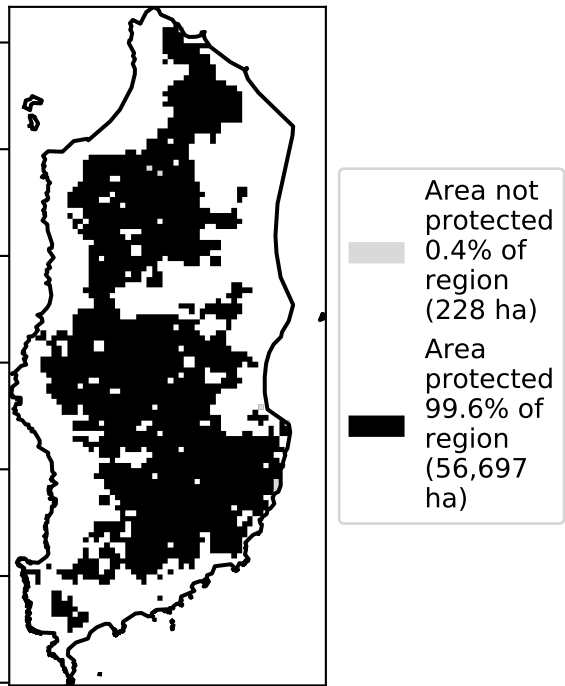 Area not
protected
0.4% of
region
(228 ha)
Area
protected
99.6% of
region
(56,697
ha)